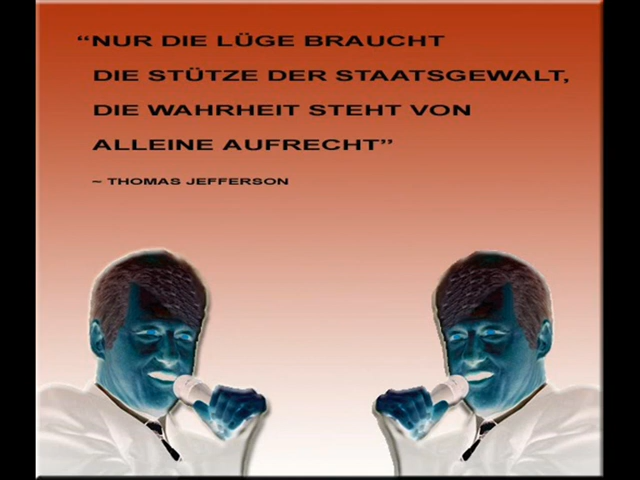 “NUR DIE LÜGE BRAUCHT
DIE STÜTZE DER STAATSGEWALT,
DIE WAHRHEIT STEHT VON
ALLEINE AUFRECHT”
~ THOMAS JEFFERSON